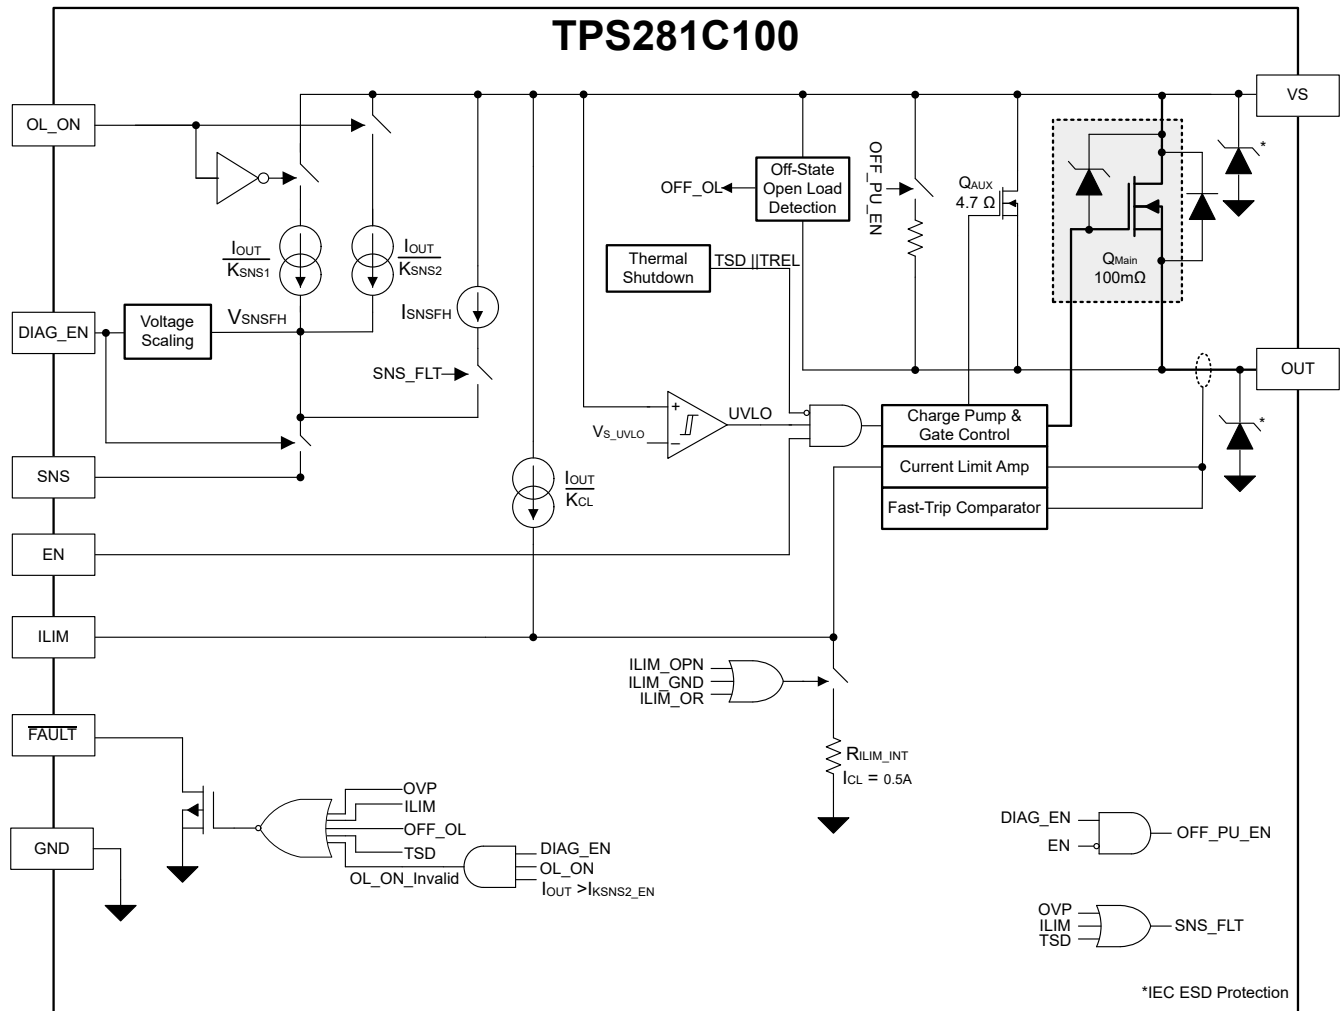 TPS281C100
VS
OL_ON
OFF_OL
Off-State
Open Load
Detection
OFF_PU_EN
QAUX
4.7 Ω
QMain
100mΩ
*
IOUT
KSNS1
IOUT
KSNS2
Thermal
Shutdown
TSD ||TREL
ISNSFH
DIAG_EN
Voltage
Scaling
VSNSFH
SNS_FLT
OUT
*
+
−
UVLO
VS_UVLO
Charge Pump &
Gate Control
Current Limit Amp
Fast-Trip Comparator
SNS
IOUT
KCL
EN
ILIM
ILIM_OPN
ILIM_GND
ILIM_OR
RILIM_INT
ICL = 0.5A
FAULT
GND
OVP
ILIM
OFF_OL
TSD
OL_ON_Invalid
DIAG_EN
OL_ON
IOUT >IKSNS2_EN
DIAG_EN
EN
OFF_PU_EN
OVP
ILIM
TSD
SNS_FLT
*IEC ESD Protection